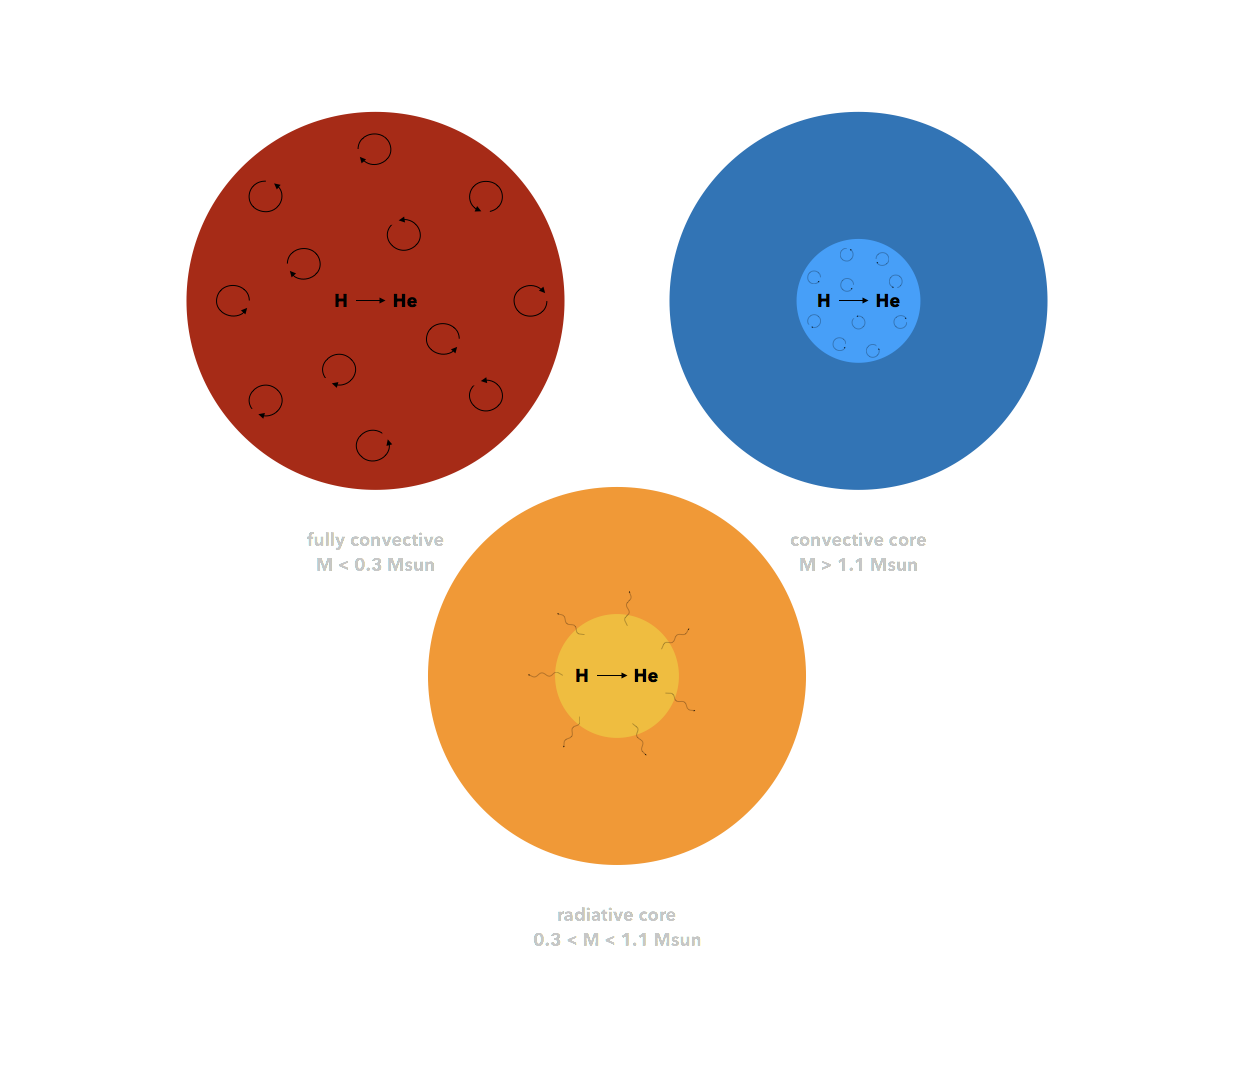 H → He
H → He
fully convective
M < 0.3 Msun
convective core
M > 1.1 Msun
H → He
radiative core
0.3 < M < 1.1 Msun